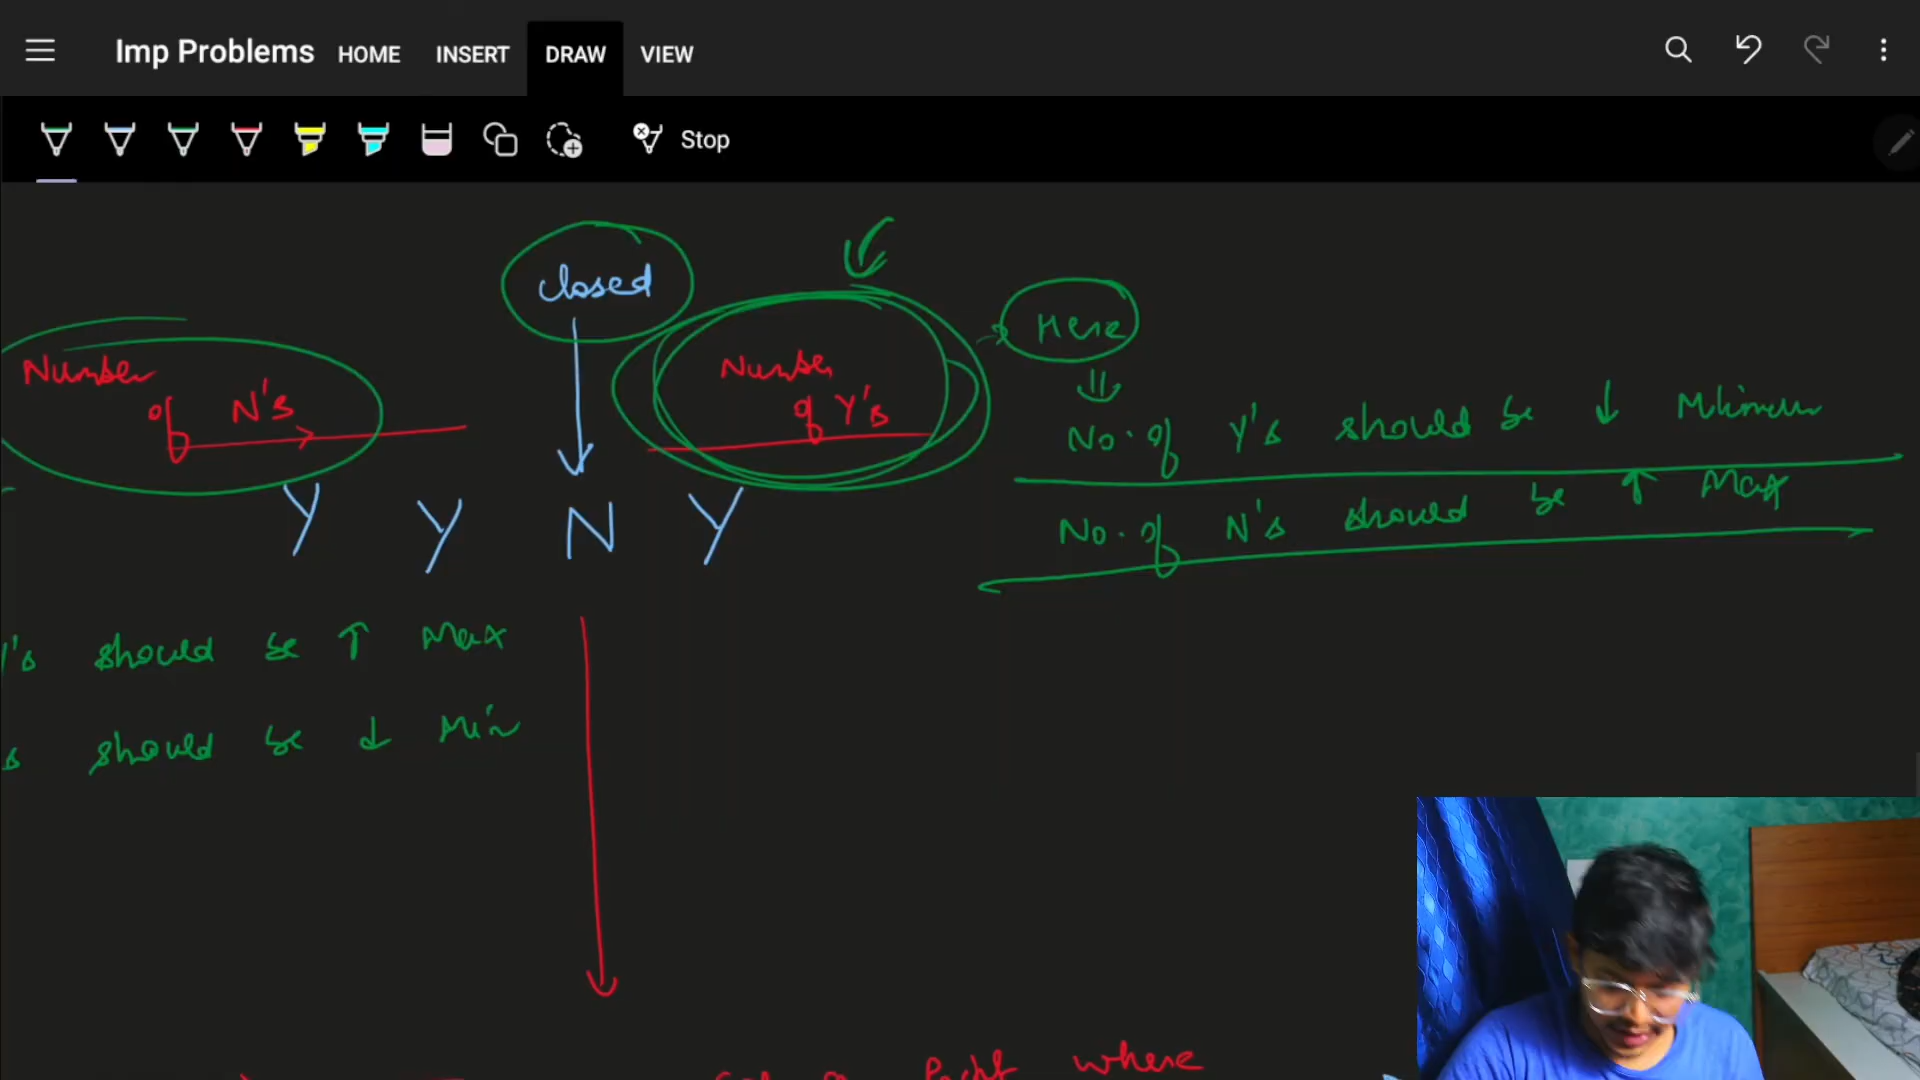 Imp Problems HOME INSERT DRAW VIEW
Stop
closed
Number
of N's
Number
of Y's
Here
No. of Y's should be ↓
No. of N's should be ↑ Max
Y Y N Y
Y's should be ↑ Max
s should be ↓ Min
Point where